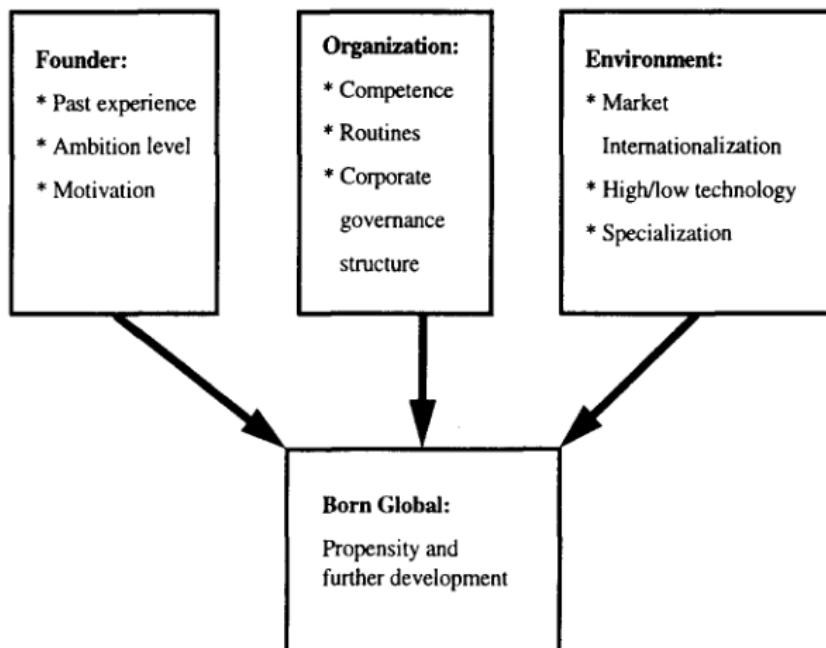 Founder:
* Past experience
* Ambition level
* Motivation
Organization:
* Competence
* Routines
* Corporate
governance
structure
Environment:
* Market
Internationalization
* High/low technology
* Specialization
Born Global:
Propensity and
further development